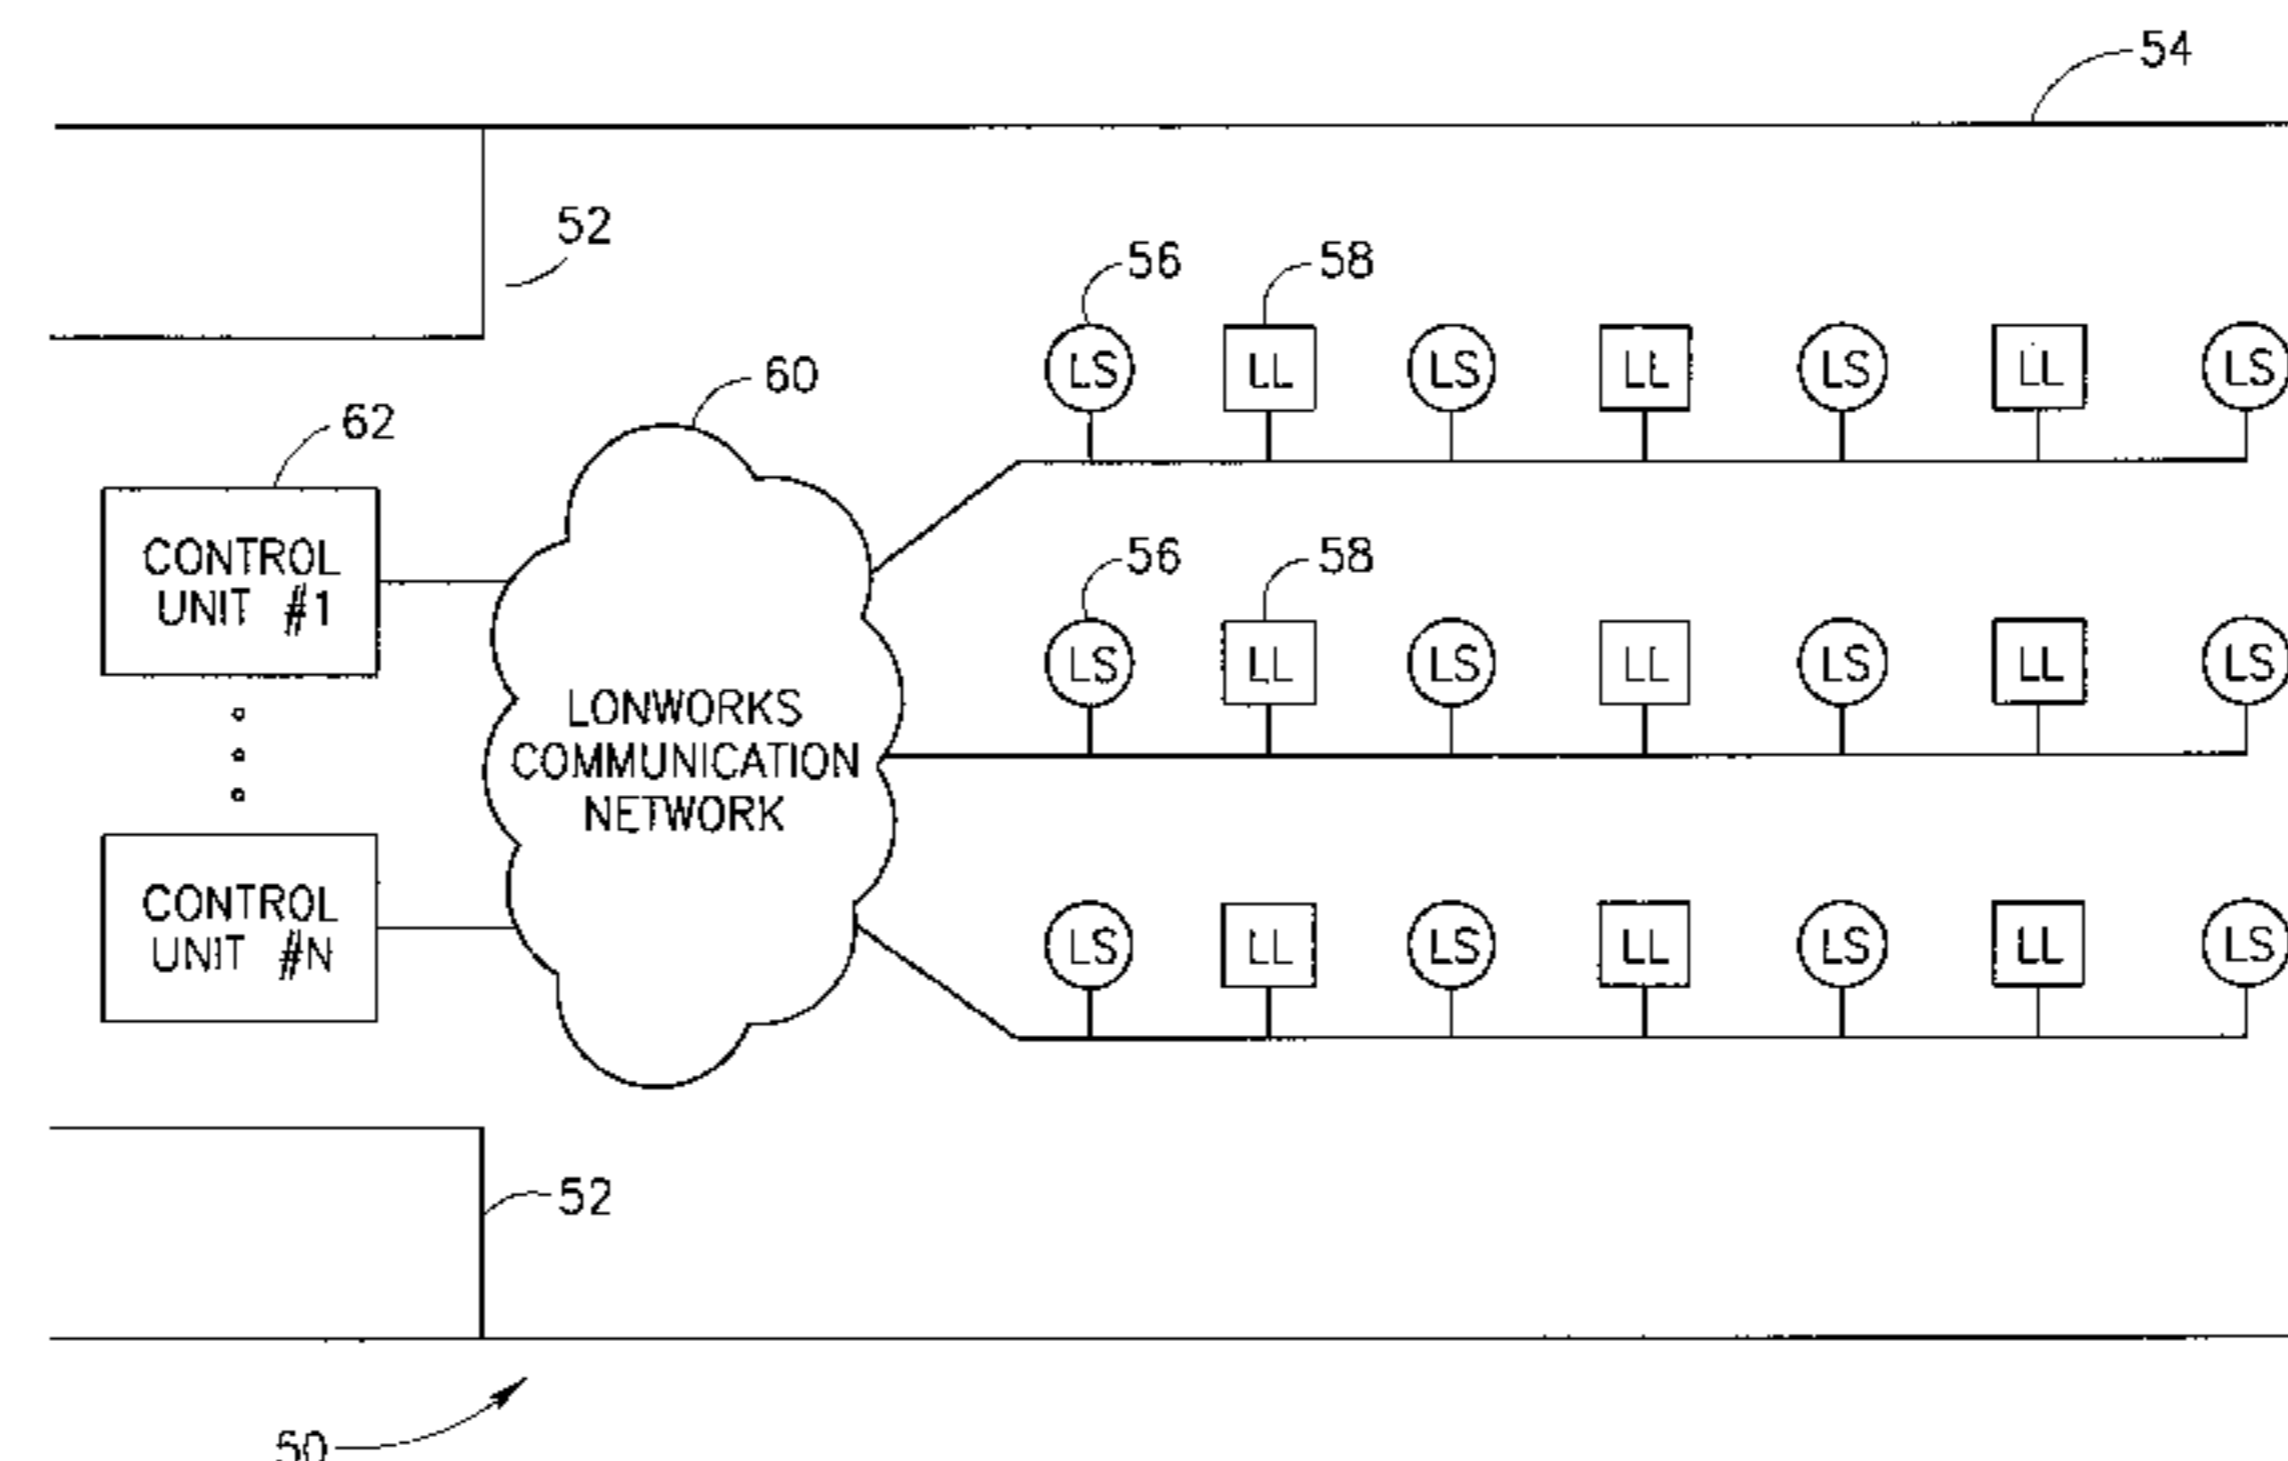 54
52
56 58
60
LS LL LS LL LS LL LS
62
CONTROL
UNIT #1
56 58
LS LL LS LL LS LL LS
LONWORKS
COMMUNICATION
NETWORK
CONTROL
UNIT #N
LS LL LS LL LS LL LS
52
50